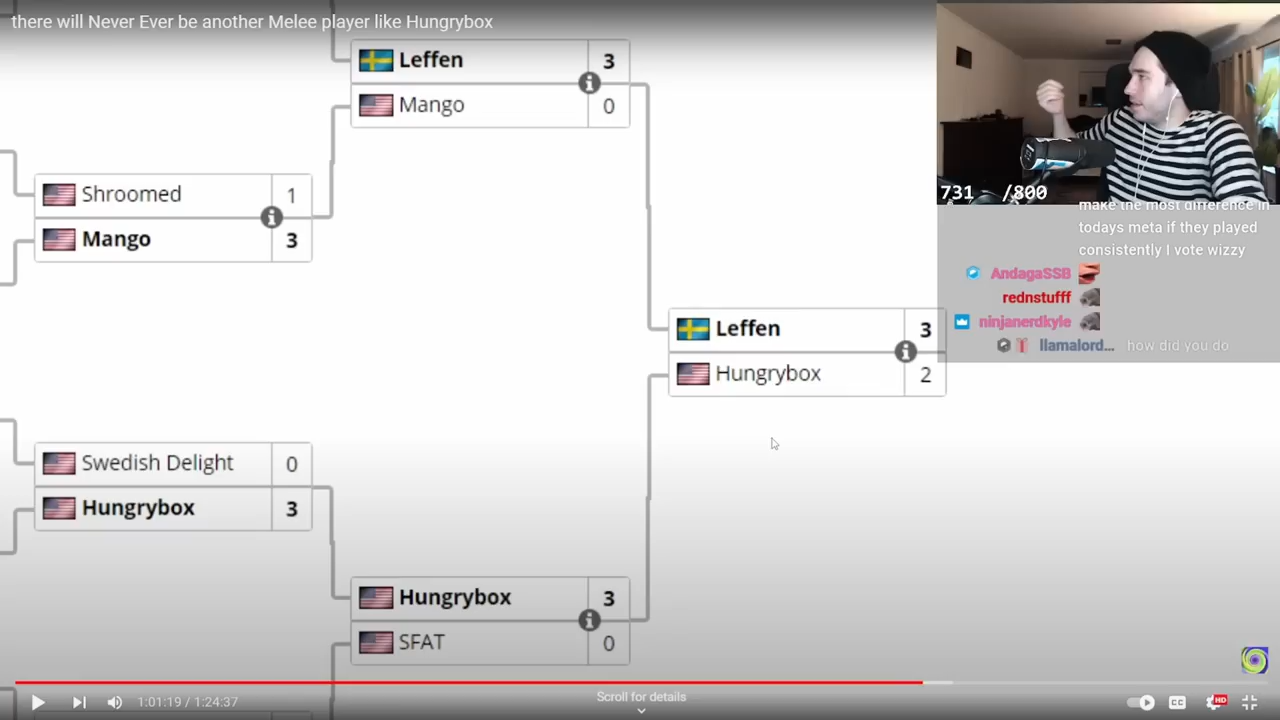 there will Never Ever be another Melee player like Hungrybox
Leffen 3
Mango 0
Shroomed 1
Mango 3
Leffen 3
Hungrybox 2
Swedish Delight 0
Hungrybox 3
Hungrybox 3
SFAT 0
731 /800
make the most difference in
todays meta if they played
consistently I vote wizzy
AndagaSSB
rednstufff
ninjanerdkyle
llamalord... how did you do
1:01:19 / 1:24:37
Scroll for details
CC
HD